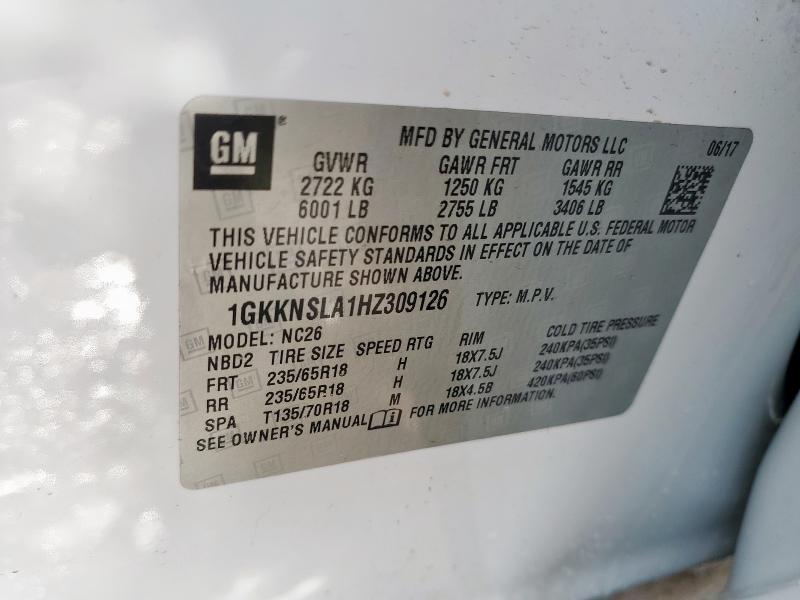 GM
MFD BY GENERAL MOTORS LLC 06/17
GVWR GAWR FRT GAWR RR
2722 KG 1250 KG 1545 KG
6001 LB 2755 LB 3406 LB
THIS VEHICLE CONFORMS TO ALL APPLICABLE U.S. FEDERAL MOTOR
VEHICLE SAFETY STANDARDS IN EFFECT ON THE DATE OF
MANUFACTURE SHOWN ABOVE.
1GKKNSLA1HZ309126 TYPE: M.P.V.
MODEL: NC26
NBD2 TIRE SIZE SPEED RTG RIM COLD TIRE PRESSURE
FRT 235/65R18 H 18X7.5J 240KPA(35PSI)
RR 235/65R18 H 18X7.5J 240KPA(35PSI)
SPA T135/70R18 M 18X4.5B 420KPA(60PSI)
SEE OWNER'S MANUAL FOR MORE INFORMATION.